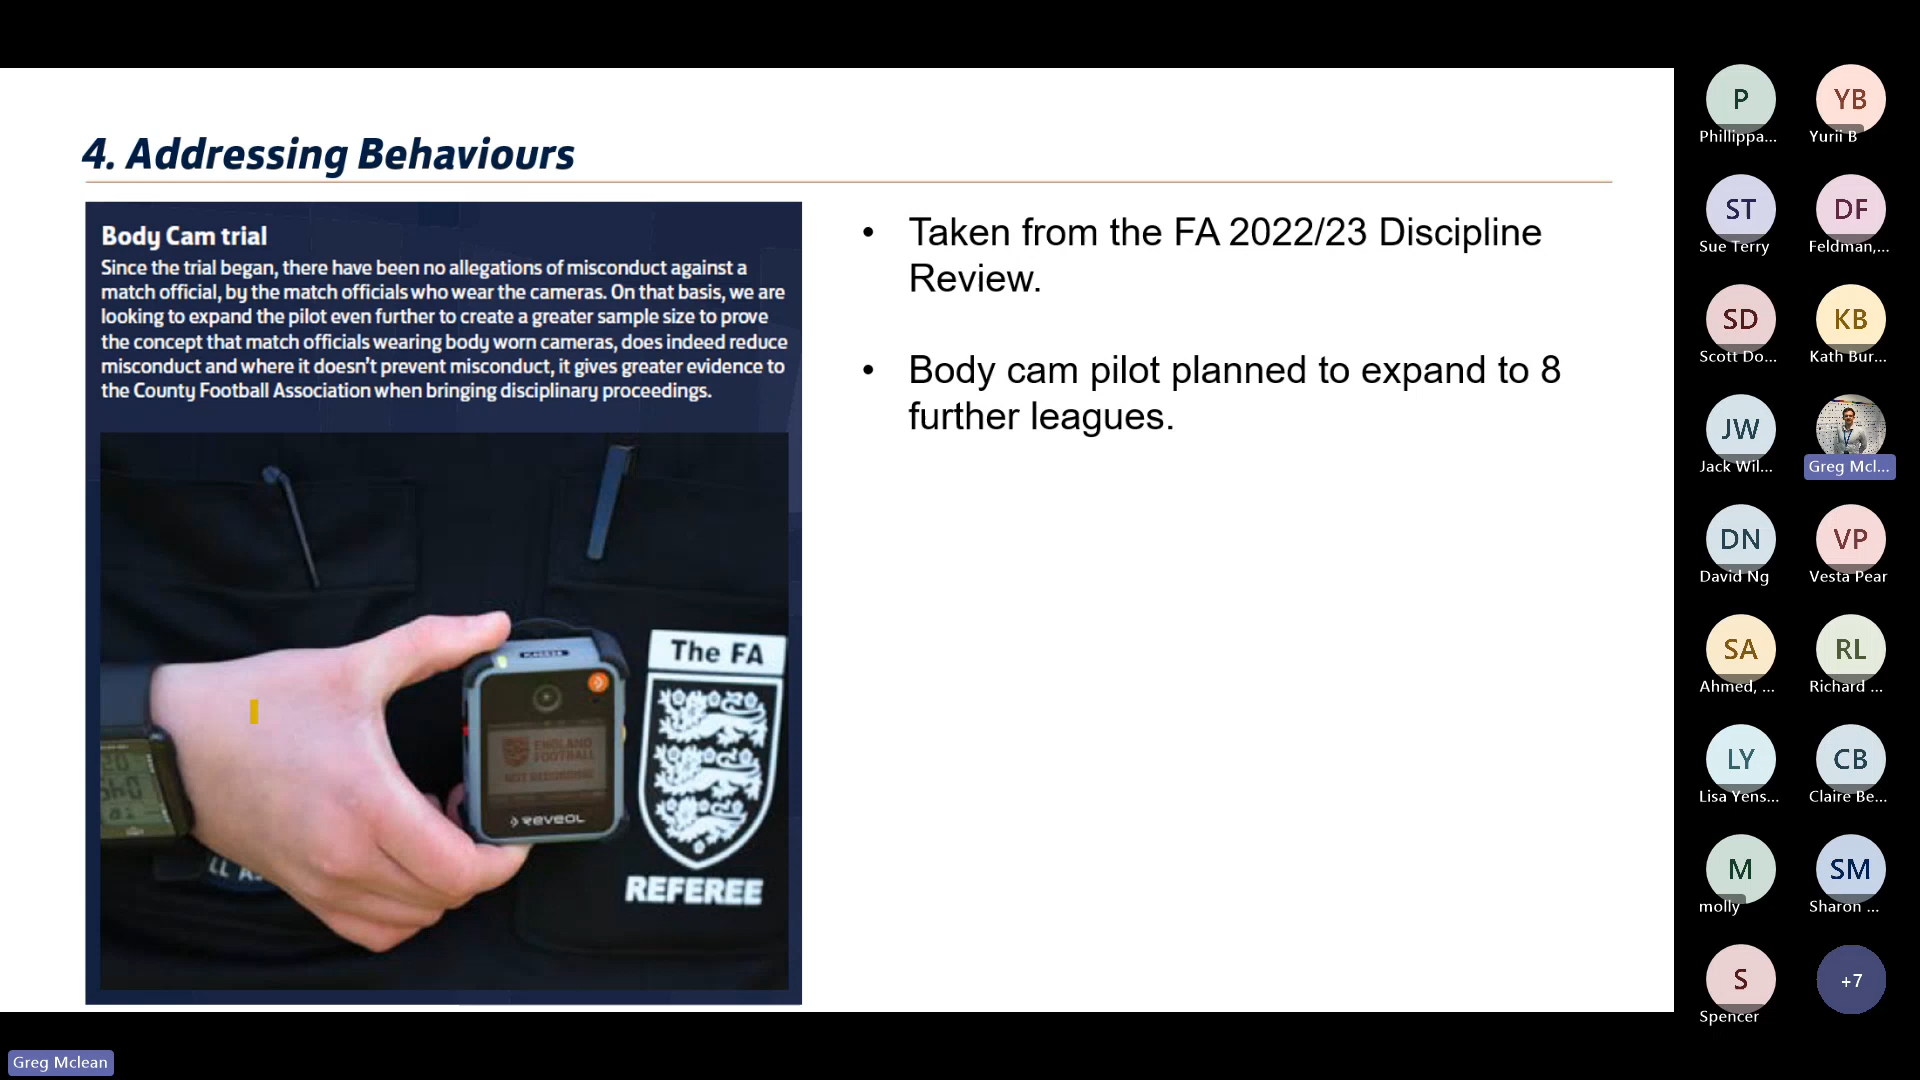 4. Addressing Behaviours
Body Cam trial
Since the trial began, there have been no allegations of misconduct against a
match official, by the match officials who wear the cameras. On that basis, we are
looking to expand the pilot even further to create a greater sample size to prove
the concept that match officials wearing body worn cameras, does indeed reduce
misconduct and where it doesn't prevent misconduct, it gives greater evidence to
the County Football Association when bringing disciplinary proceedings.
The FA
ENGLAND
FOOTBALL
NOT RECORDING
REVEAL
REFEREE
• Taken from the FA 2022/23 Discipline
Review.
• Body cam pilot planned to expand to 8
further leagues.
P
Phillippa...
YB
Yurii B
ST
Sue Terry
DF
Feldman,...
SD
Scott Do...
KB
Kath Bur...
JW
Jack Wil...
Greg Mcl...
DN
David Ng
VP
Vesta Pear
SA
Ahmed, ...
RL
Richard ...
LY
Lisa Yens...
CB
Claire Be...
M
molly
SM
Sharon ...
S
Spencer
+7
Greg Mclean